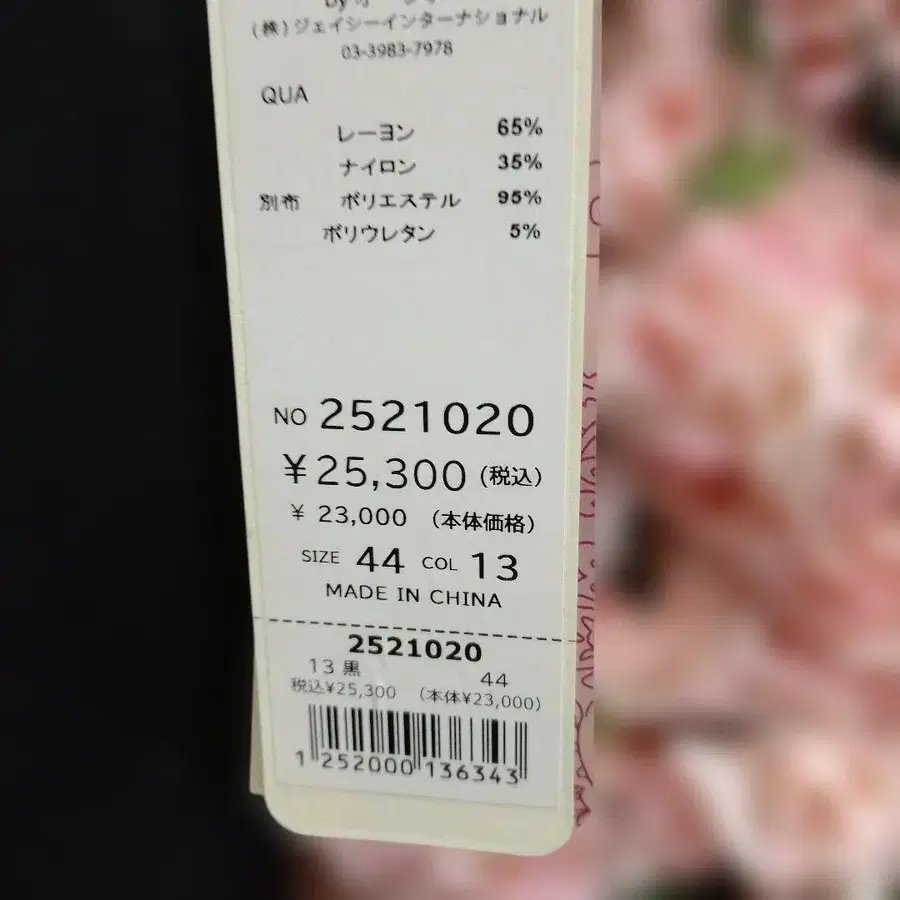 (株)ジェイシーインターナショナル
03-3983-7978
QUA
レーヨン 65%
ナイロン 35%
別布 ポリエステル 95%
ポリウレタン 5%
NO 2521020
¥25,300 (税込)
¥ 23,000 (本体価格)
SIZE 44 COL 13
MADE IN CHINA
2521020
13 黒 44
税込¥25,300 (本体¥23,000)
1 252000 136343